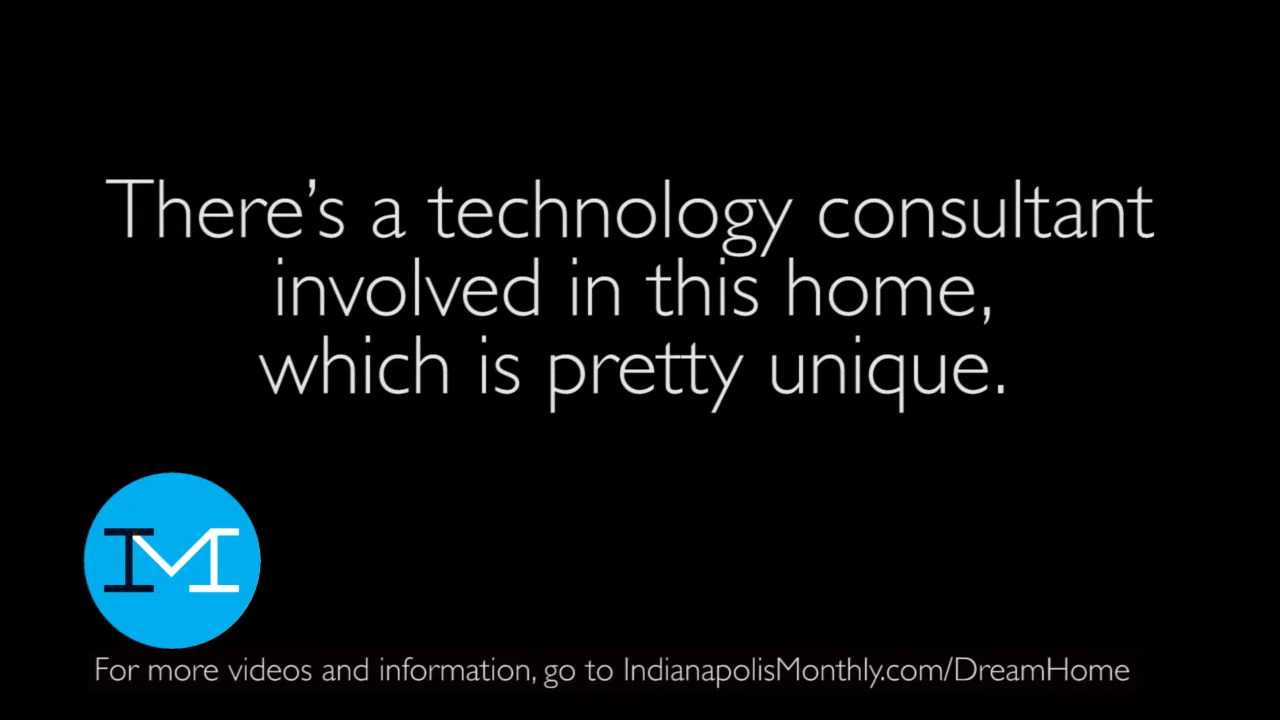 There’s a technology consultant
involved in this home,
which is pretty unique.
IM
For more videos and information, go to IndianapolisMonthly.com/DreamHome